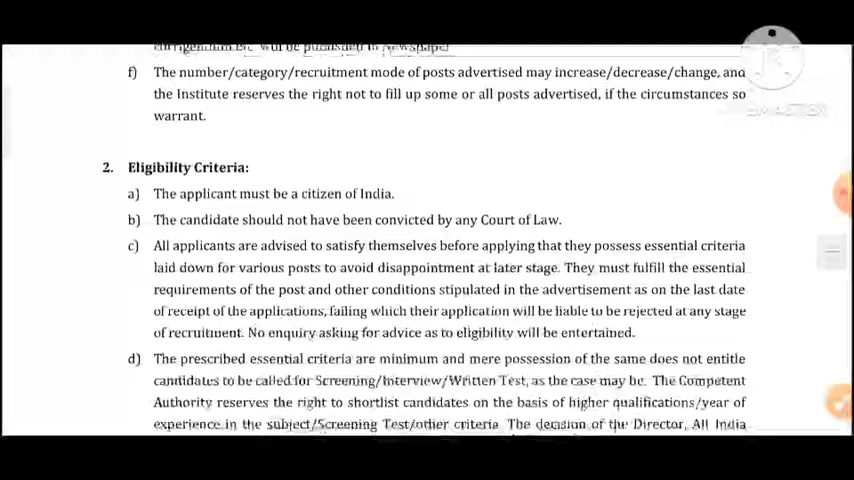 corrigendum etc. will be published in Newspaper
f) The number/category/recruitment mode of posts advertised may increase/decrease/change, and
the Institute reserves the right not to fill up some or all posts advertised, if the circumstances so
warrant.
2. Eligibility Criteria:
a) The applicant must be a citizen of India.
b) The candidate should not have been convicted by any Court of Law.
c) All applicants are advised to satisfy themselves before applying that they possess essential criteria
laid down for various posts to avoid disappointment at later stage. They must fulfill the essential
requirements of the post and other conditions stipulated in the advertisement as on the last date
of receipt of the applications, failing which their application will be liable to be rejected at any stage
of recruitment. No enquiry asking for advice as to eligibility will be entertained.
d) The prescribed essential criteria are minimum and mere possession of the same does not entitle
candidates to be called for Screening/Interview/Written Test, as the case may be. The Competent
Authority reserves the right to shortlist candidates on the basis of higher qualifications/year of
experience in the subject/Screening Test/other criteria The decision of the Director, All India